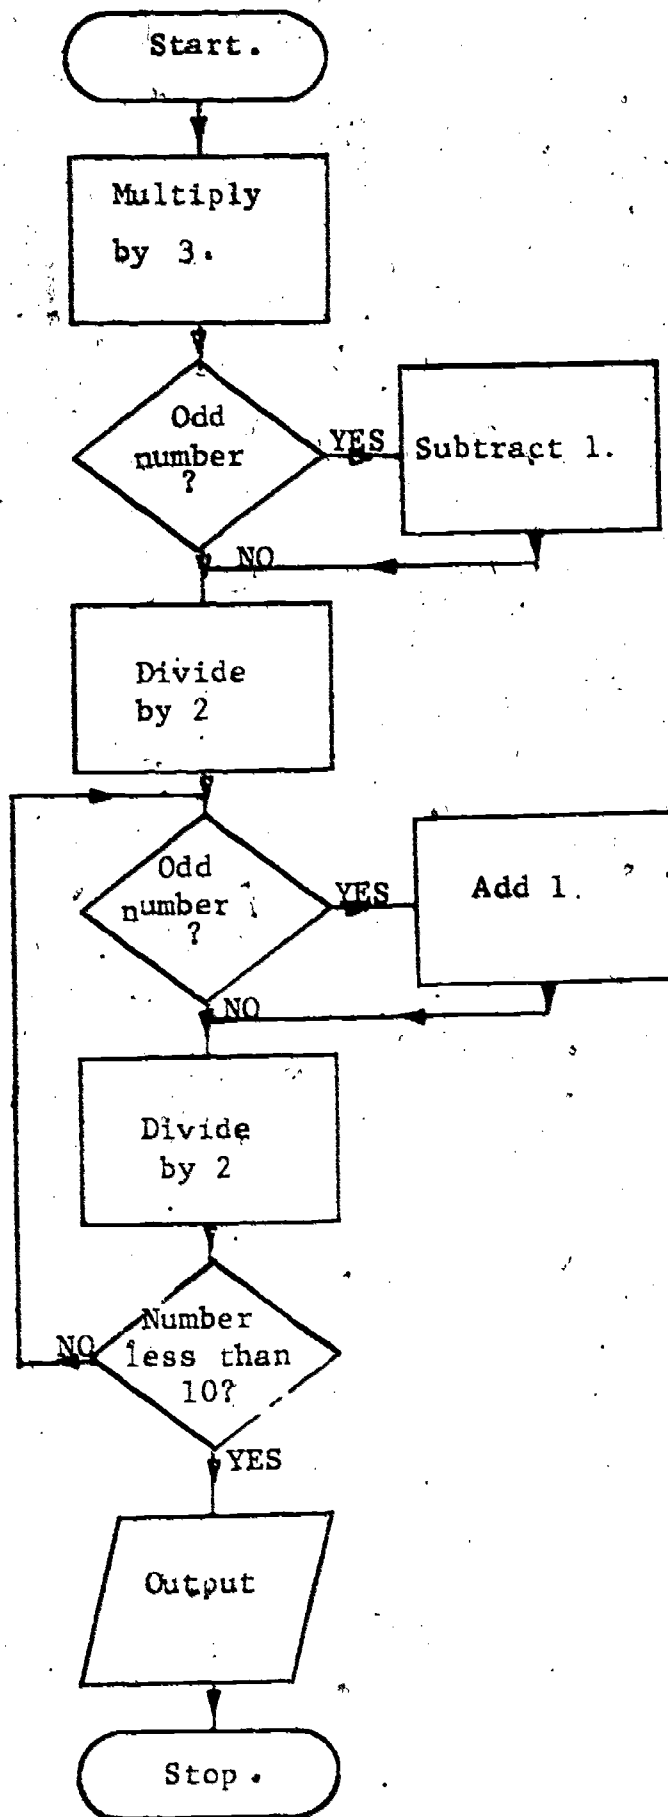 Start.
Multiply
by 3.
Odd
number
?
YES
Subtract 1.
NO
Divide
by 2
Odd
number
?
YES
Add 1.
NO
Divide
by 2
Number
less than
10?
NO
YES
Output
Stop.